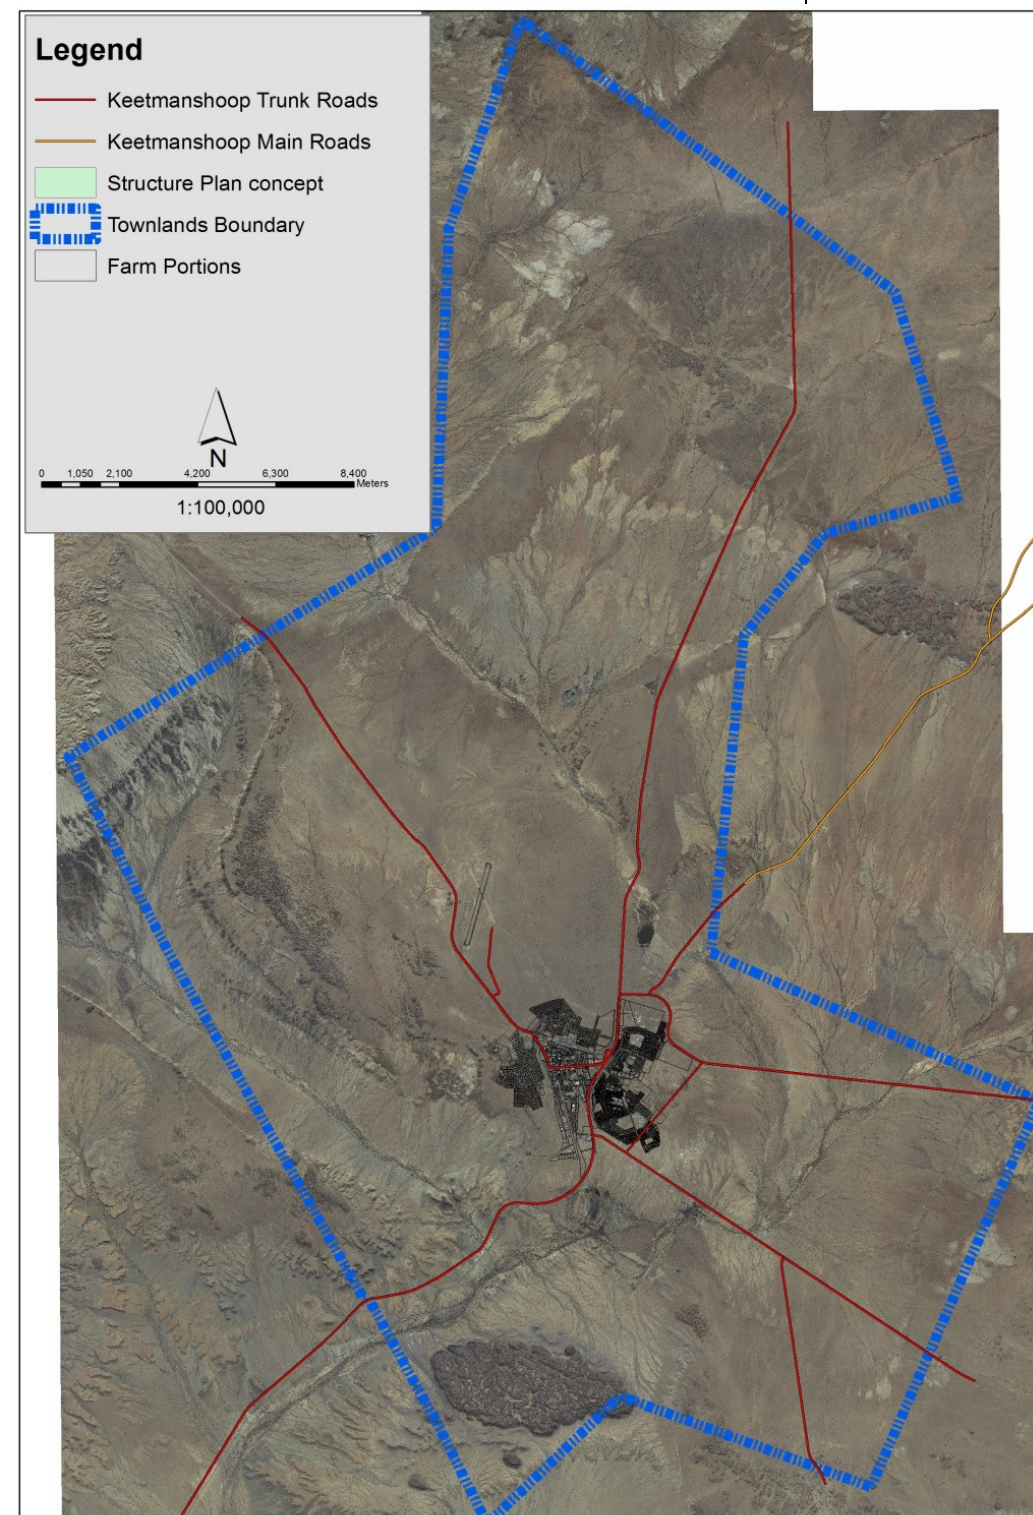 Legend
Keetmanshoop Trunk Roads
Keetmanshoop Main Roads
Structure Plan concept
Townlands Boundary
Farm Portions
N
0 1,050 2,100 4,200 6,300 8,400
Meters
1:100,000